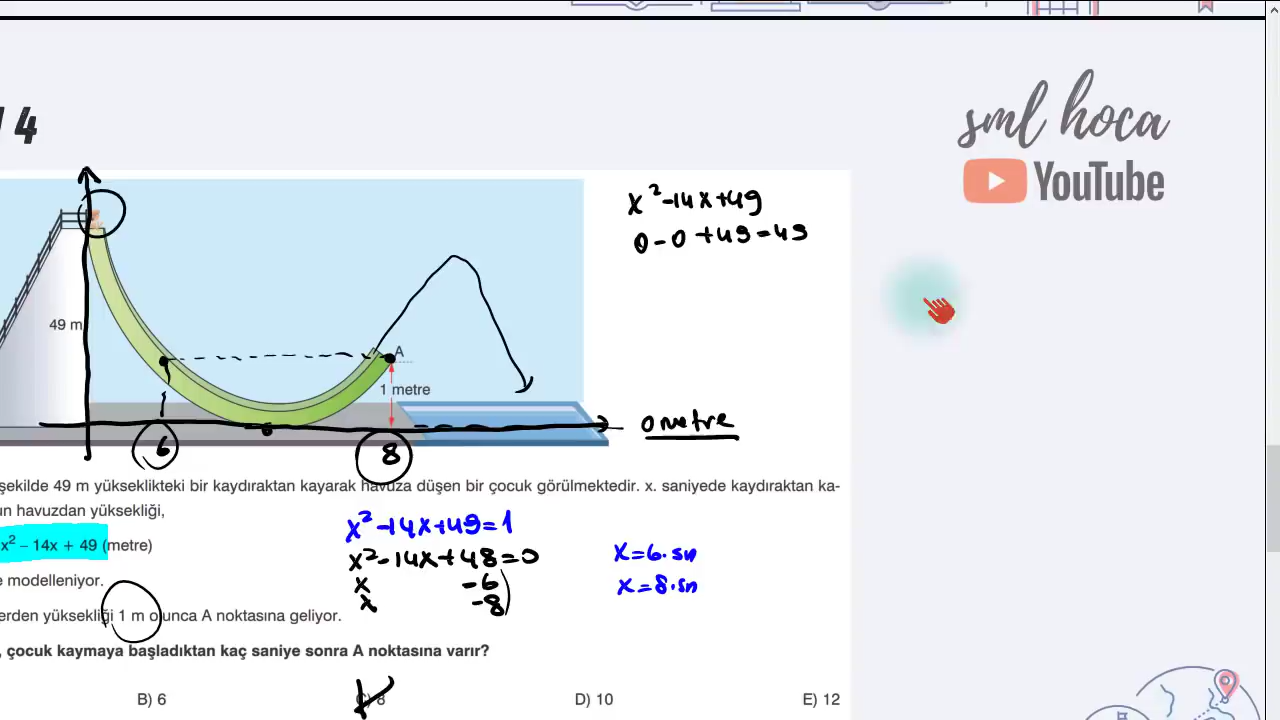 4
sml hoca
YouTube
x² - 14x + 49
0 - 0 + 49 = 49
49 m
A
1 metre
0 metre
6
8
şekilde 49 m yükseklikteki bir kaydıraktan kayarak havuza düşen bir çocuk görülmektedir. x. saniyede kaydıraktan ka-
un havuzdan yüksekliği,
x² – 14x + 49 (metre)
e modelleniyor.
erden yüksekliği 1 m olunca A noktasına geliyor.
x² - 14x + 49 = 1
x² - 14x + 48 = 0
x -6
x -8
x = 6. sn
x = 8. sn
, çocuk kaymaya başladıktan kaç saniye sonra A noktasına varır?
B) 6 C) 8 D) 10 E) 12